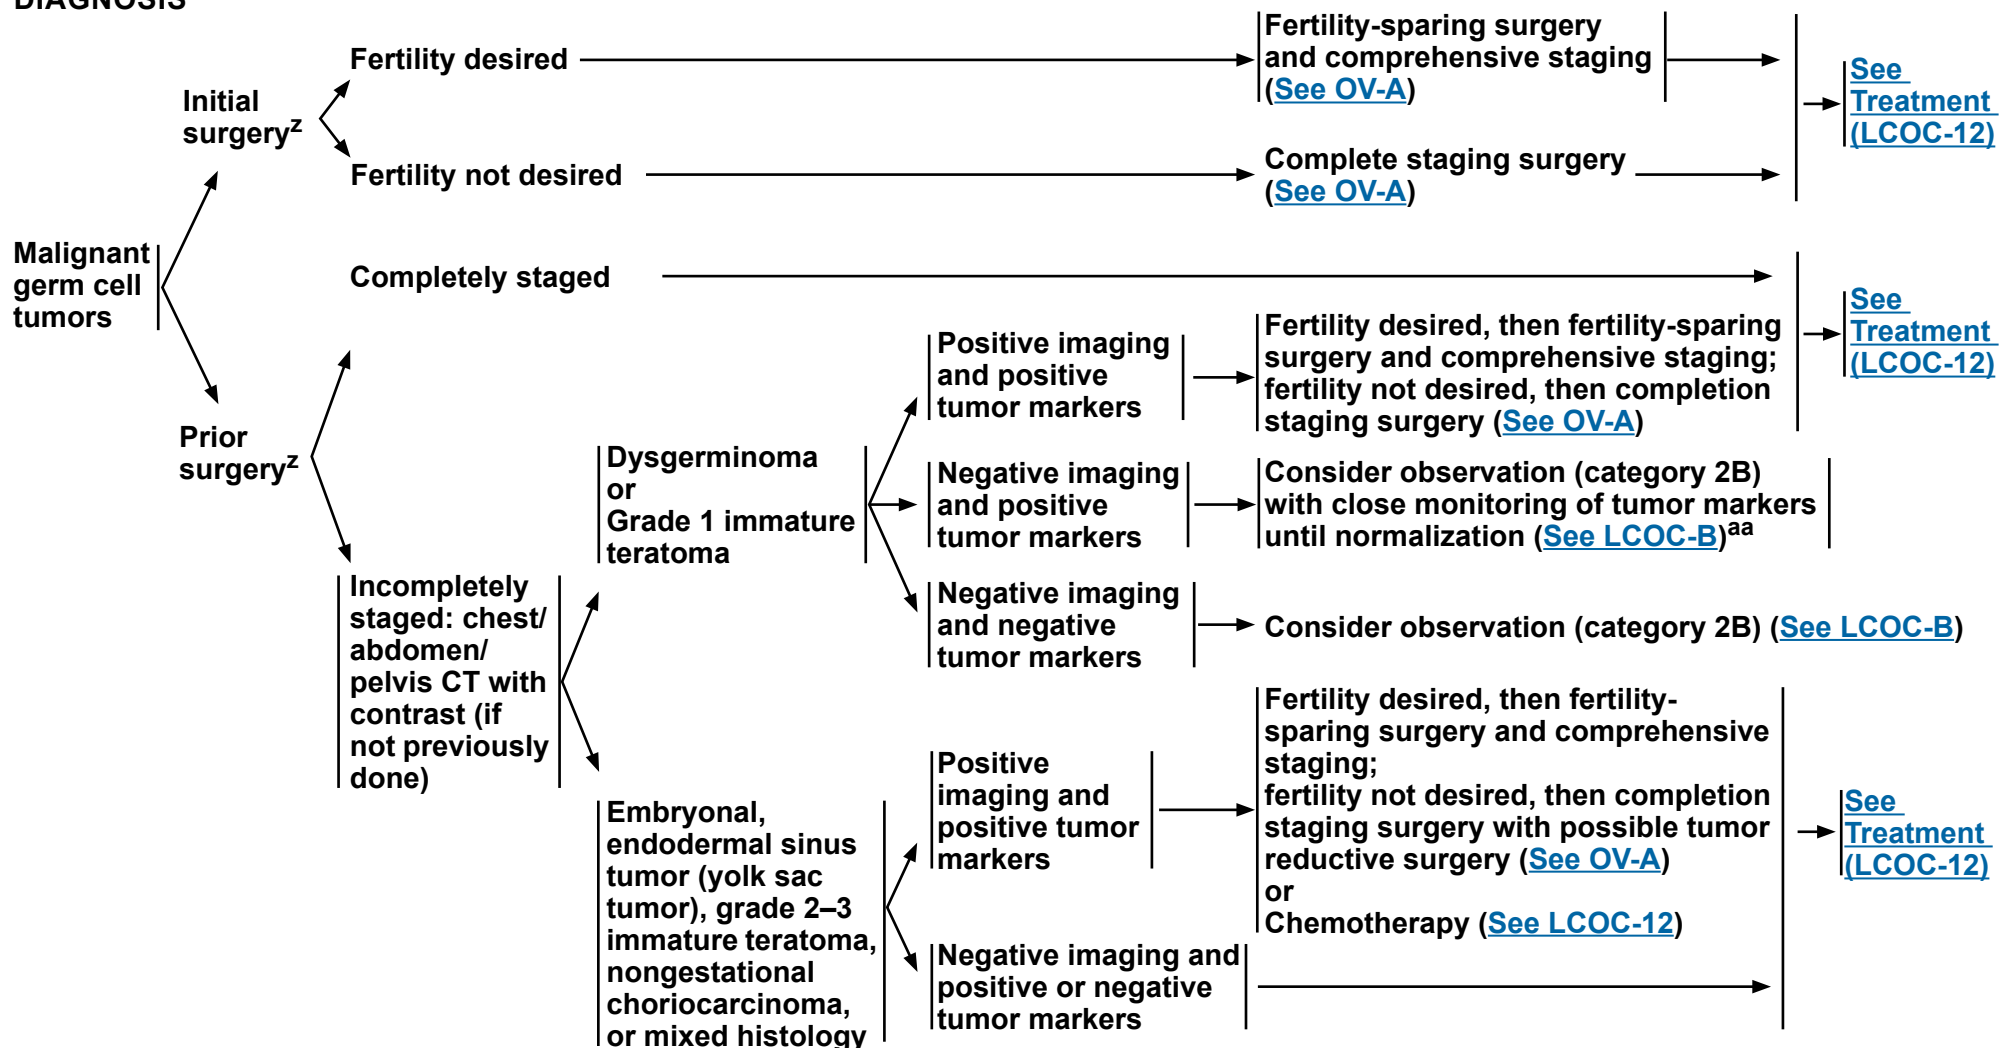 DIAGNOSIS
Initial
surgeryz
Fertility desired
Fertility-sparing surgery
and comprehensive staging
(See OV-A)
Fertility not desired
Complete staging surgery
(See OV-A)
See
Treatment
(LCOC-12)
Malignant
germ cell
tumors
Prior
surgeryz
Completely staged
See
Treatment
(LCOC-12)
Incompletely
staged: chest/
abdomen/
pelvis CT with
contrast (if
not previously
done)
Dysgerminoma
or
Grade 1 immature
teratoma
Positive imaging
and positive
tumor markers
Fertility desired, then fertility-sparing
surgery and comprehensive staging;
fertility not desired, then completion
staging surgery (See OV-A)
Negative imaging
and positive
tumor markers
Consider observation (category 2B)
with close monitoring of tumor markers
until normalization (See LCOC-B)aa
Negative imaging
and negative
tumor markers
Consider observation (category 2B) (See LCOC-B)
Embryonal,
endodermal sinus
tumor (yolk sac
tumor), grade 2–3
immature teratoma,
nongestational
choriocarcinoma,
or mixed histology
Positive
imaging and
positive tumor
markers
Fertility desired, then fertility-
sparing surgery and comprehensive
staging;
fertility not desired, then completion
staging surgery with possible tumor
reductive surgery (See OV-A)
or
Chemotherapy (See LCOC-12)
Negative imaging and
positive or negative
tumor markers
See
Treatment
(LCOC-12)